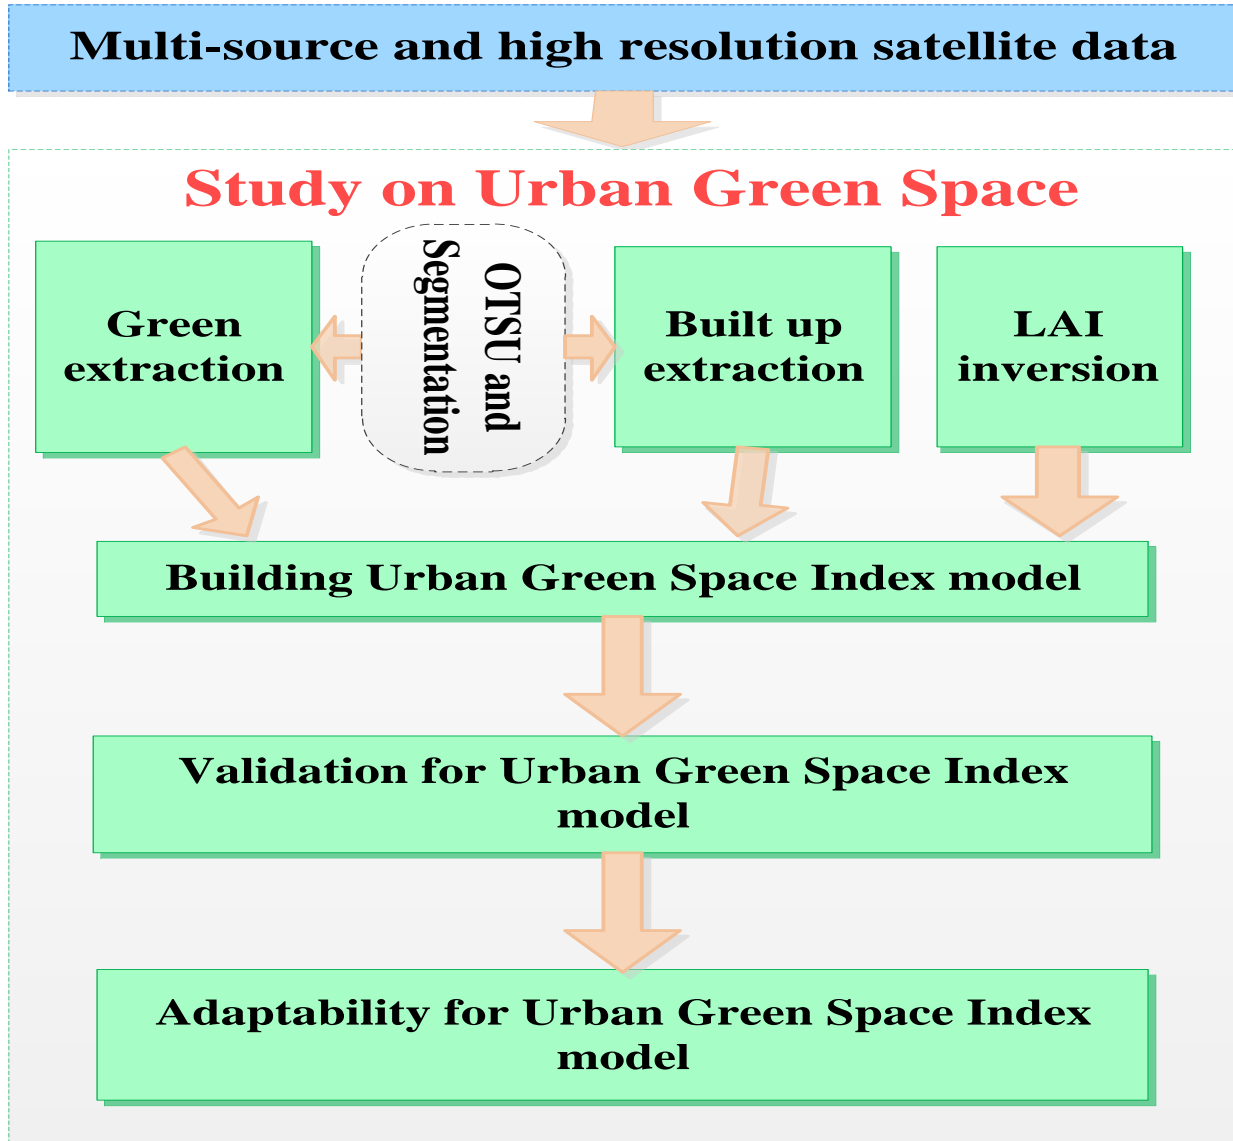 Multi-source and high resolution satellite data
Study on Urban Green Space
Green
extraction
OTSU and
Segmentation
Built up
extraction
LAI
inversion
Building Urban Green Space Index model
Validation for Urban Green Space Index
model
Adaptability for Urban Green Space Index
model